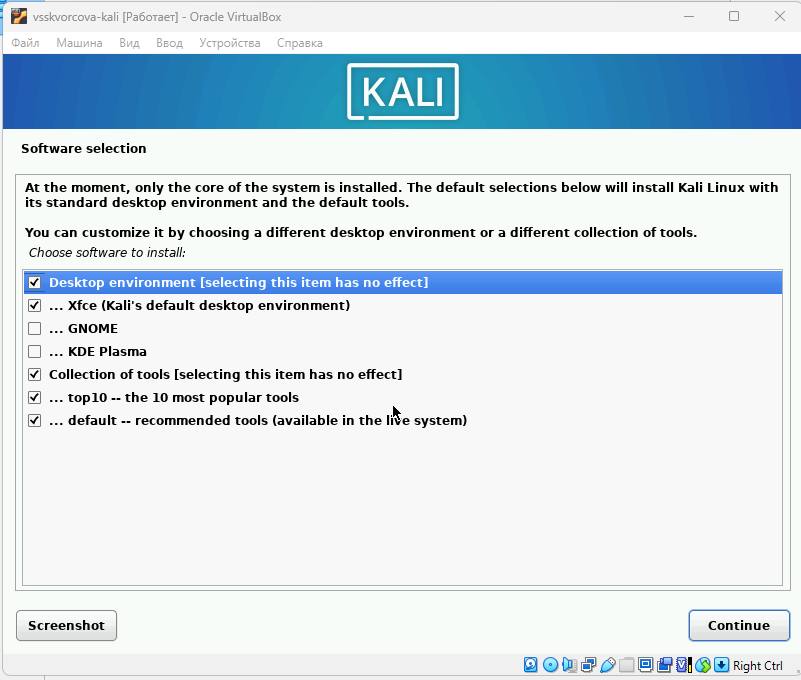 vsskvorcova-kali [Работает] - Oracle VirtualBox
Файл Машина Вид Ввод Устройства Справка
KALI
Software selection
At the moment, only the core of the system is installed. The default selections below will install Kali Linux with
its standard desktop environment and the default tools.
You can customize it by choosing a different desktop environment or a different collection of tools.
Choose software to install:
Desktop environment [selecting this item has no effect]
... Xfce (Kali's default desktop environment)
... GNOME
... KDE Plasma
Collection of tools [selecting this item has no effect]
... top10 -- the 10 most popular tools
... default -- recommended tools (available in the live system)
Screenshot Continue
Right Ctrl